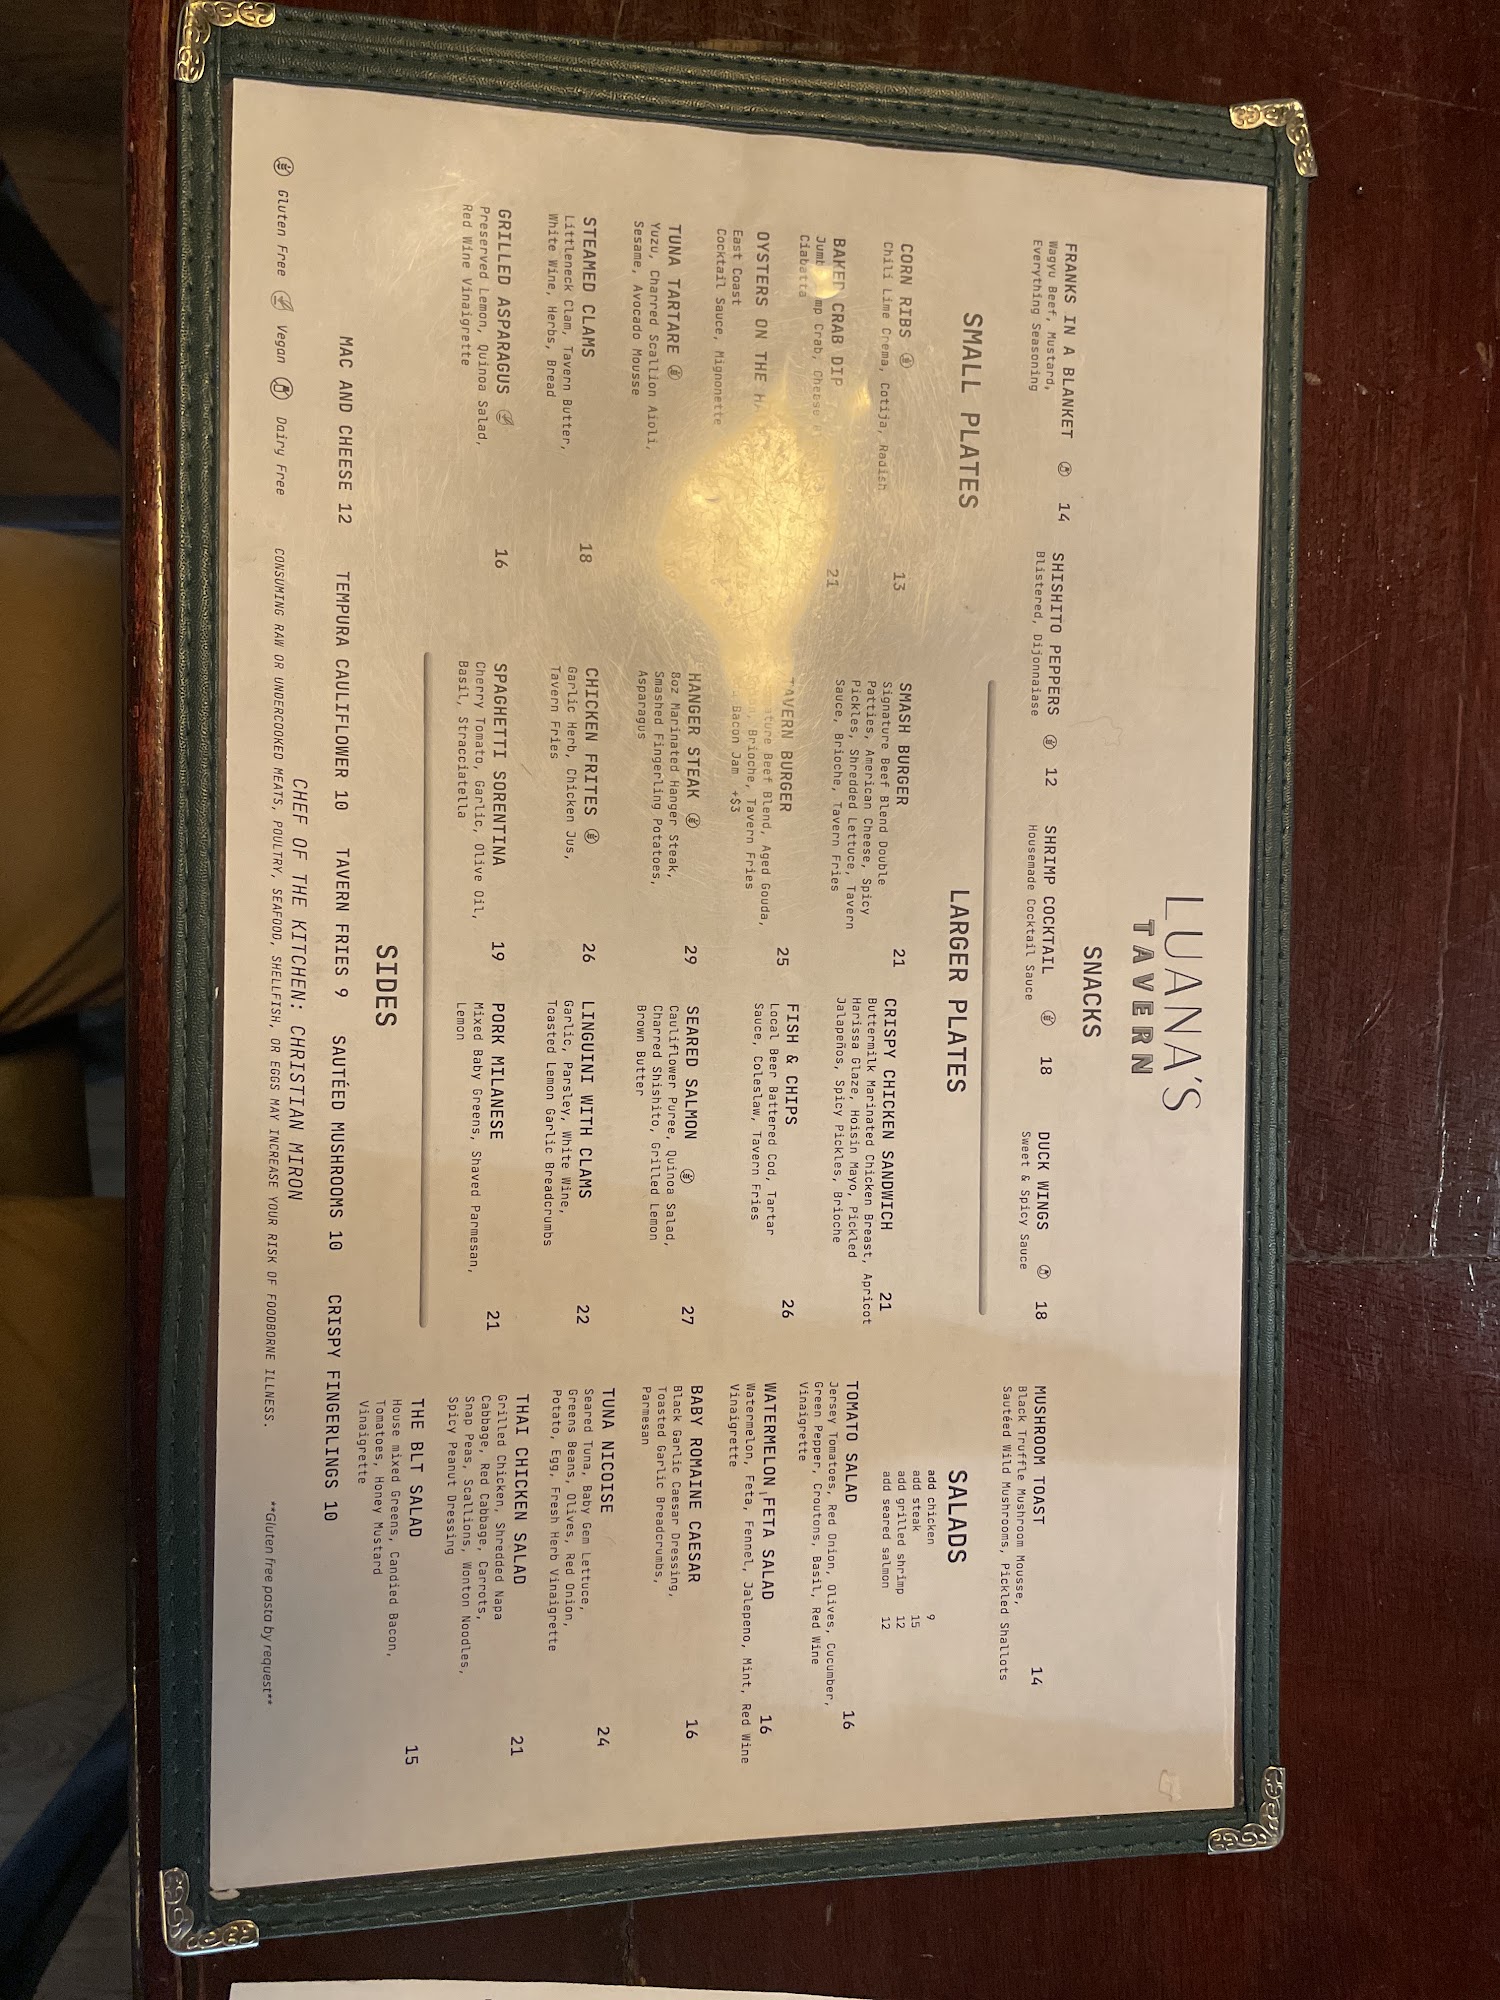 LUANA'S
TAVERN
SNACKS
FRANKS IN A BLANKET 14
Wagyu Beef, Mustard,
Everything Seasoning
SHISHITO PEPPERS 12
Blistered, Dijonnaiase
SHRIMP COCKTAIL 18
Housemade Cocktail Sauce
DUCK WINGS 18
Sweet & Spicy Sauce
MUSHROOM TOAST 14
Black Truffle Mushroom Mousse,
Sautéed Wild Mushrooms, Pickled Shallots
SMALL PLATES
CORN RIBS 13
Chili Lime Crema, Cotija, Radish
BAKED CRAB DIP 21
Crab, Cheese
Ciabatta
OYSTERS ON THE
East Coast
Cocktail Sauce, Mignonette
TUNA TARTARE
Yuzu, Charred Scallion Aioli,
Sesame, Avocado Mousse
STEAMED CLAMS 18
Littleneck Clam, Tavern Butter,
White Wine, Herbs, Bread
GRILLED ASPARAGUS 16
Preserved Lemon, Quinoa Salad,
Red Wine Vinaigrette
LARGER PLATES
SMASH BURGER 21
Signature Beef Blend Double
Patties, American Cheese, Spicy
Pickles, Shredded Lettuce, Tavern
Sauce, Brioche, Tavern Fries
TAVERN BURGER 25
Beef Blend, Aged Gouda,
Brioche, Tavern Fries
Bacon Jam +$3
HANGER STEAK 29
8oz Marinated Hanger Steak,
Smashed Fingerling Potatoes,
Asparagus
CHICKEN FRITES 26
Garlic Herb, Chicken Jus,
Tavern Fries
SPAGHETTI SORENTINA 19
Cherry Tomato, Garlic, Olive Oil,
Basil, Stracciatella
CRISPY CHICKEN SANDWICH 21
Buttermilk Marinated Chicken Breast, Apricot
Harissa Glaze, Hoisin Mayo, Pickled
Jalapeños, Spicy Pickles, Brioche
FISH & CHIPS 26
Local Beer Battered Cod, Tartar
Sauce, Coleslaw, Tavern Fries
SEARED SALMON 27
Cauliflower Puree, Quinoa Salad,
Charred Shishito, Grilled Lemon
Brown Butter
LINGUINI WITH CLAMS 22
Garlic, Parsley, White Wine,
Toasted Lemon Garlic Breadcrumbs
PORK MILANESE 21
Mixed Baby Greens, Shaved Parmesan,
Lemon
SALADS
add chicken 9
add steak 15
add grilled shrimp 12
add seared salmon 12
TOMATO SALAD 16
Jersey Tomatoes, Red Onion, Olives, Cucumber,
Green Pepper, Croutons, Basil, Red Wine
Vinaigrette
WATERMELON FETA SALAD 16
Watermelon, Feta, Fennel, Jalepeno, Mint, Red Wine
Vinaigrette
BABY ROMAINE CAESAR 16
Black Garlic Caesar Dressing,
Toasted Garlic Breadcrumbs,
Parmesan
TUNA NICOISE 24
Seared Tuna, Baby Gem Lettuce,
Greens Beans, Olives, Red Onion,
Potato, Egg, Fresh Herb Vinaigrette
THAI CHICKEN SALAD 21
Grilled Chicken, Shredded Napa
Cabbage, Red Cabbage, Carrots,
Snap Peas, Scallions, Wonton Noodles,
Spicy Peanut Dressing
THE BLT SALAD 15
House mixed Greens, Candied Bacon,
Tomatoes, Honey Mustard
Vinaigrette
SIDES
MAC AND CHEESE 12 TEMPURA CAULIFLOWER 10 TAVERN FRIES 9 SAUTÉED MUSHROOMS 10 CRISPY FINGERLINGS 10
CHEF OF THE KITCHEN: CHRISTIAN MIRON
Gluten Free Vegan Dairy Free
CONSUMING RAW OR UNDERCOOKED MEATS, POULTRY, SEAFOOD, SHELLFISH, OR EGGS MAY INCREASE YOUR RISK OF FOODBORNE ILLNESS.
**Gluten free pasta by request**